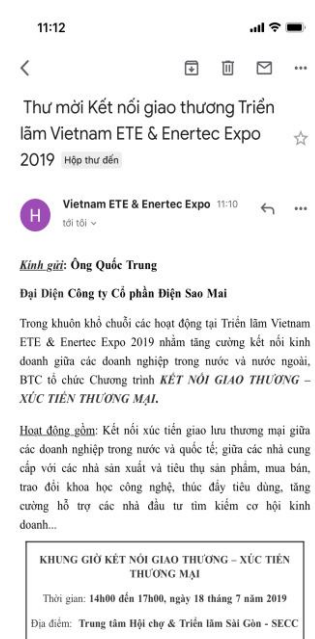 11:12
Thư mời Kết nối giao thương Triển
lãm Vietnam ETE & Enertec Expo
2019 Hộp thư đến
H
Vietnam ETE & Enertec Expo 11:10
tới tôi
Kính gửi: Ông Quốc Trung
Đại Diện Công ty Cổ phần Điện Sao Mai
Trong khuôn khổ chuỗi các hoạt động tại Triển lãm Vietnam
ETE & Enertec Expo 2019 nhằm tăng cường kết nối kinh
doanh giữa các doanh nghiệp trong nước và nước ngoài,
BTC tổ chức Chương trình KẾT NỐI GIAO THƯƠNG –
XÚC TIẾN THƯƠNG MẠI.
Hoạt động gồm: Kết nối xúc tiến giao lưu thương mại giữa
các doanh nghiệp trong nước và quốc tế; giữa các nhà cung
cấp với các nhà sản xuất và tiêu thụ sản phẩm, mua bán,
trao đổi khoa học công nghệ, thúc đẩy tiêu dùng, tăng
cường hỗ trợ các nhà đầu tư tìm kiếm cơ hội kinh
doanh...
KHUNG GIỜ KẾT NỐI GIAO THƯƠNG – XÚC TIẾN
THƯƠNG MẠI
Thời gian: 14h00 đến 17h00, ngày 18 tháng 7 năm 2019
Địa điểm: Trung tâm Hội chợ & Triển lãm Sài Gòn - SECC